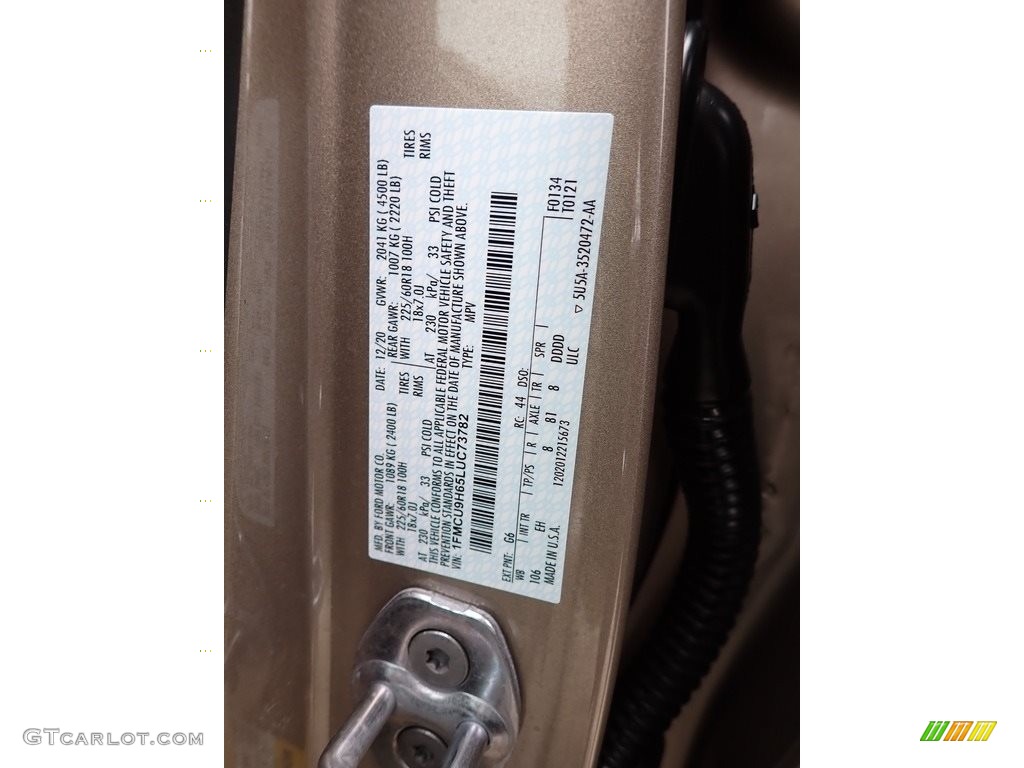 MFD. BY FORD MOTOR CO. DATE: 12/20 GVWR: 2041 KG ( 4500 LB)
FRONT GAWR: 1089 KG ( 2400 LB) REAR GAWR: 1007 KG ( 2220 LB)
WITH 225/60R18 100H TIRES WITH 225/60R18 100H TIRES
18x7.0J RIMS 18x7.0J RIMS
AT 230 kPa/ 33 PSI COLD AT 230 kPa/ 33 PSI COLD
THIS VEHICLE CONFORMS TO ALL APPLICABLE FEDERAL MOTOR VEHICLE SAFETY AND THEFT
PREVENTION STANDARDS IN EFFECT ON THE DATE OF MANUFACTURE SHOWN ABOVE.
VIN: 1FMCU9H65LUC73782 TYPE: MPV
EXT PNT: G6 RC: 44 DSO: F0134
WB INT TR TP/PS R AXLE TR SPR T0121
106 EH 8 81 8 DDDD
MADE IN U.S.A. 1202012215673 ULC ▽ 5U5A-3520472-AA
GTCARLOT.COM